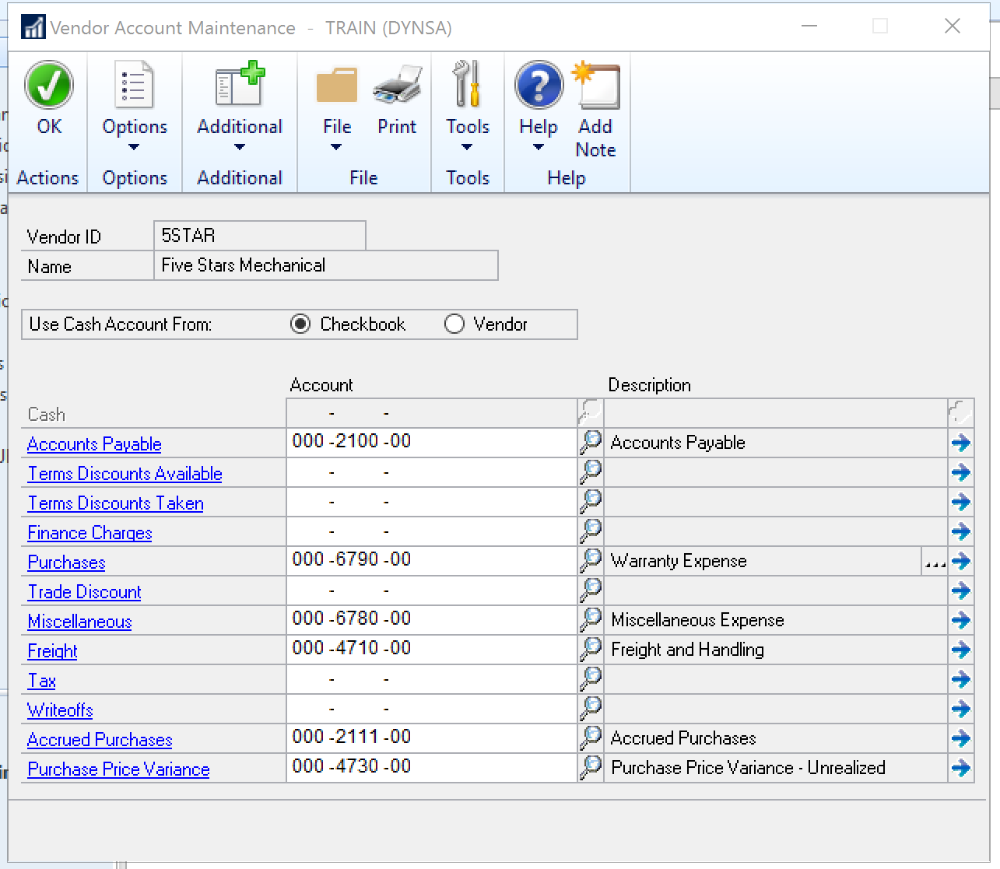 Vendor Account Maintenance - TRAIN (DYNSA)
OK Options Additional File Print Tools Help Add Note
Actions Options Additional File Tools Help
Vendor ID 5STAR
Name Five Stars Mechanical
Use Cash Account From: Checkbook Vendor
Account Description
Cash - -
Accounts Payable 000 -2100 -00 Accounts Payable
Terms Discounts Available - -
Terms Discounts Taken - -
Finance Charges - -
Purchases 000 -6790 -00 Warranty Expense ...
Trade Discount - -
Miscellaneous 000 -6780 -00 Miscellaneous Expense
Freight 000 -4710 -00 Freight and Handling
Tax - -
Writeoffs - -
Accrued Purchases 000 -2111 -00 Accrued Purchases
Purchase Price Variance 000 -4730 -00 Purchase Price Variance - Unrealized